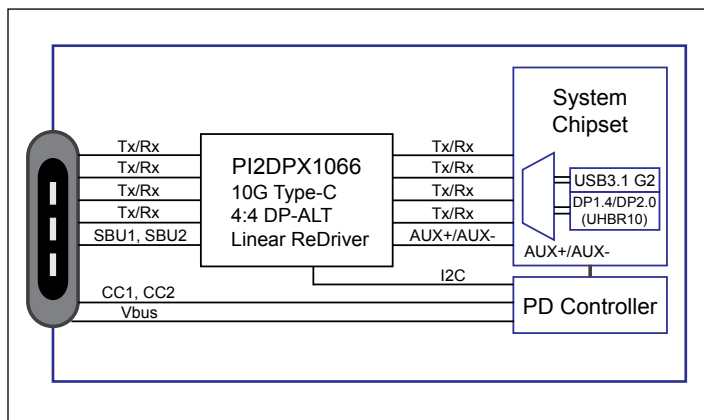 System
Chipset
Tx/Rx
Tx/Rx
Tx/Rx
Tx/Rx
SBU1, SBU2
PI2DPX1066
10G Type-C
4:4 DP-ALT
Linear ReDriver
Tx/Rx
Tx/Rx
Tx/Rx
Tx/Rx
AUX+/AUX-
USB3.1 G2
DP1.4/DP2.0
(UHBR10)
AUX+/AUX-
I2C
CC1, CC2
Vbus
PD Controller